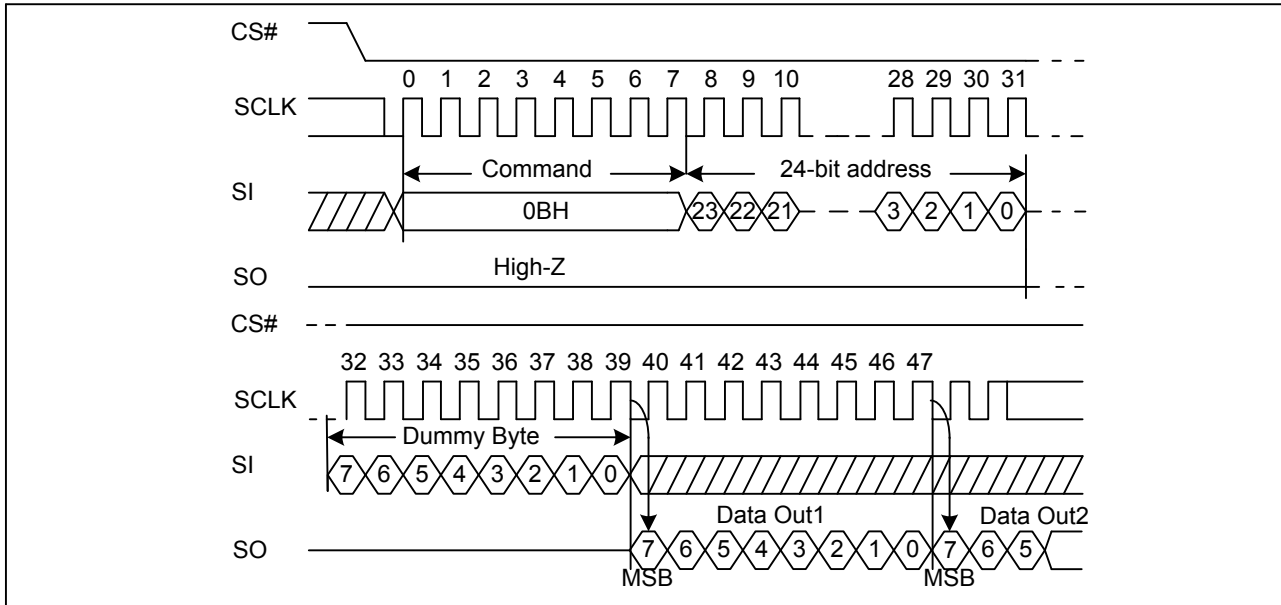 CS#
0 1 2 3 4 5 6 7 8 9 10 28 29 30 31
SCLK
Command 24-bit address
SI
0BH 23 22 21 3 2 1 0
High-Z
SO
CS#
32 33 34 35 36 37 38 39 40 41 42 43 44 45 46 47
SCLK
Dummy Byte
SI
7 6 5 4 3 2 1 0
Data Out1 Data Out2
SO
7 6 5 4 3 2 1 0 7 6 5
MSB MSB